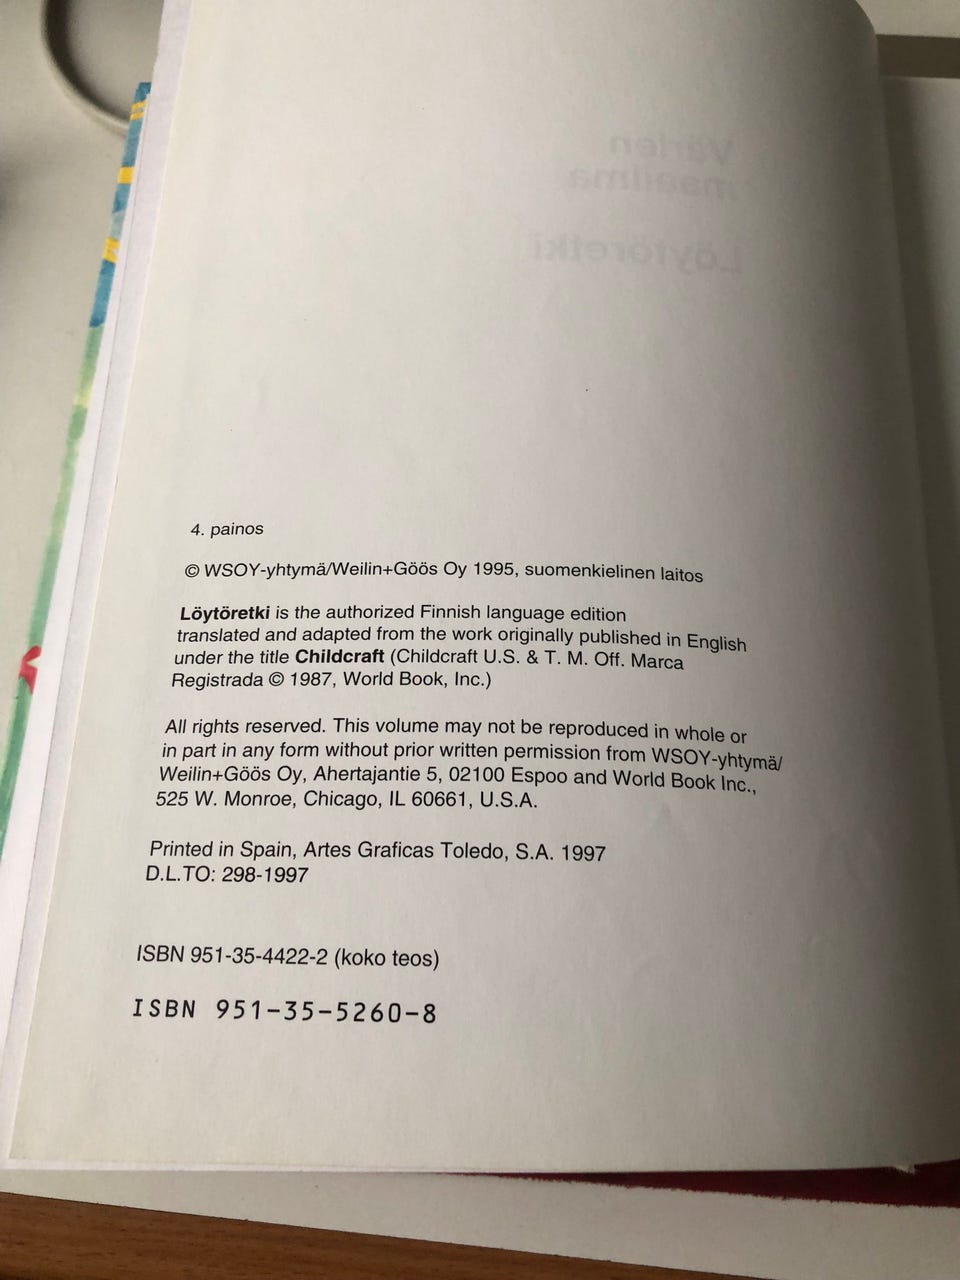 Värien
maailma
Löytöretki
4. painos
© WSOY-yhtymä/Weilin+Göös Oy 1995, suomenkielinen laitos
Löytöretki is the authorized Finnish language edition
translated and adapted from the work originally published in English
under the title Childcraft (Childcraft U.S. & T. M. Off. Marca
Registrada © 1987, World Book, Inc.)
All rights reserved. This volume may not be reproduced in whole or
in part in any form without prior written permission from WSOY-yhtymä/
Weilin+Göös Oy, Ahertajantie 5, 02100 Espoo and World Book Inc.,
525 W. Monroe, Chicago, IL 60661, U.S.A.
Printed in Spain, Artes Graficas Toledo, S.A. 1997
D.L.TO: 298-1997
ISBN 951-35-4422-2 (koko teos)
ISBN 951-35-5260-8